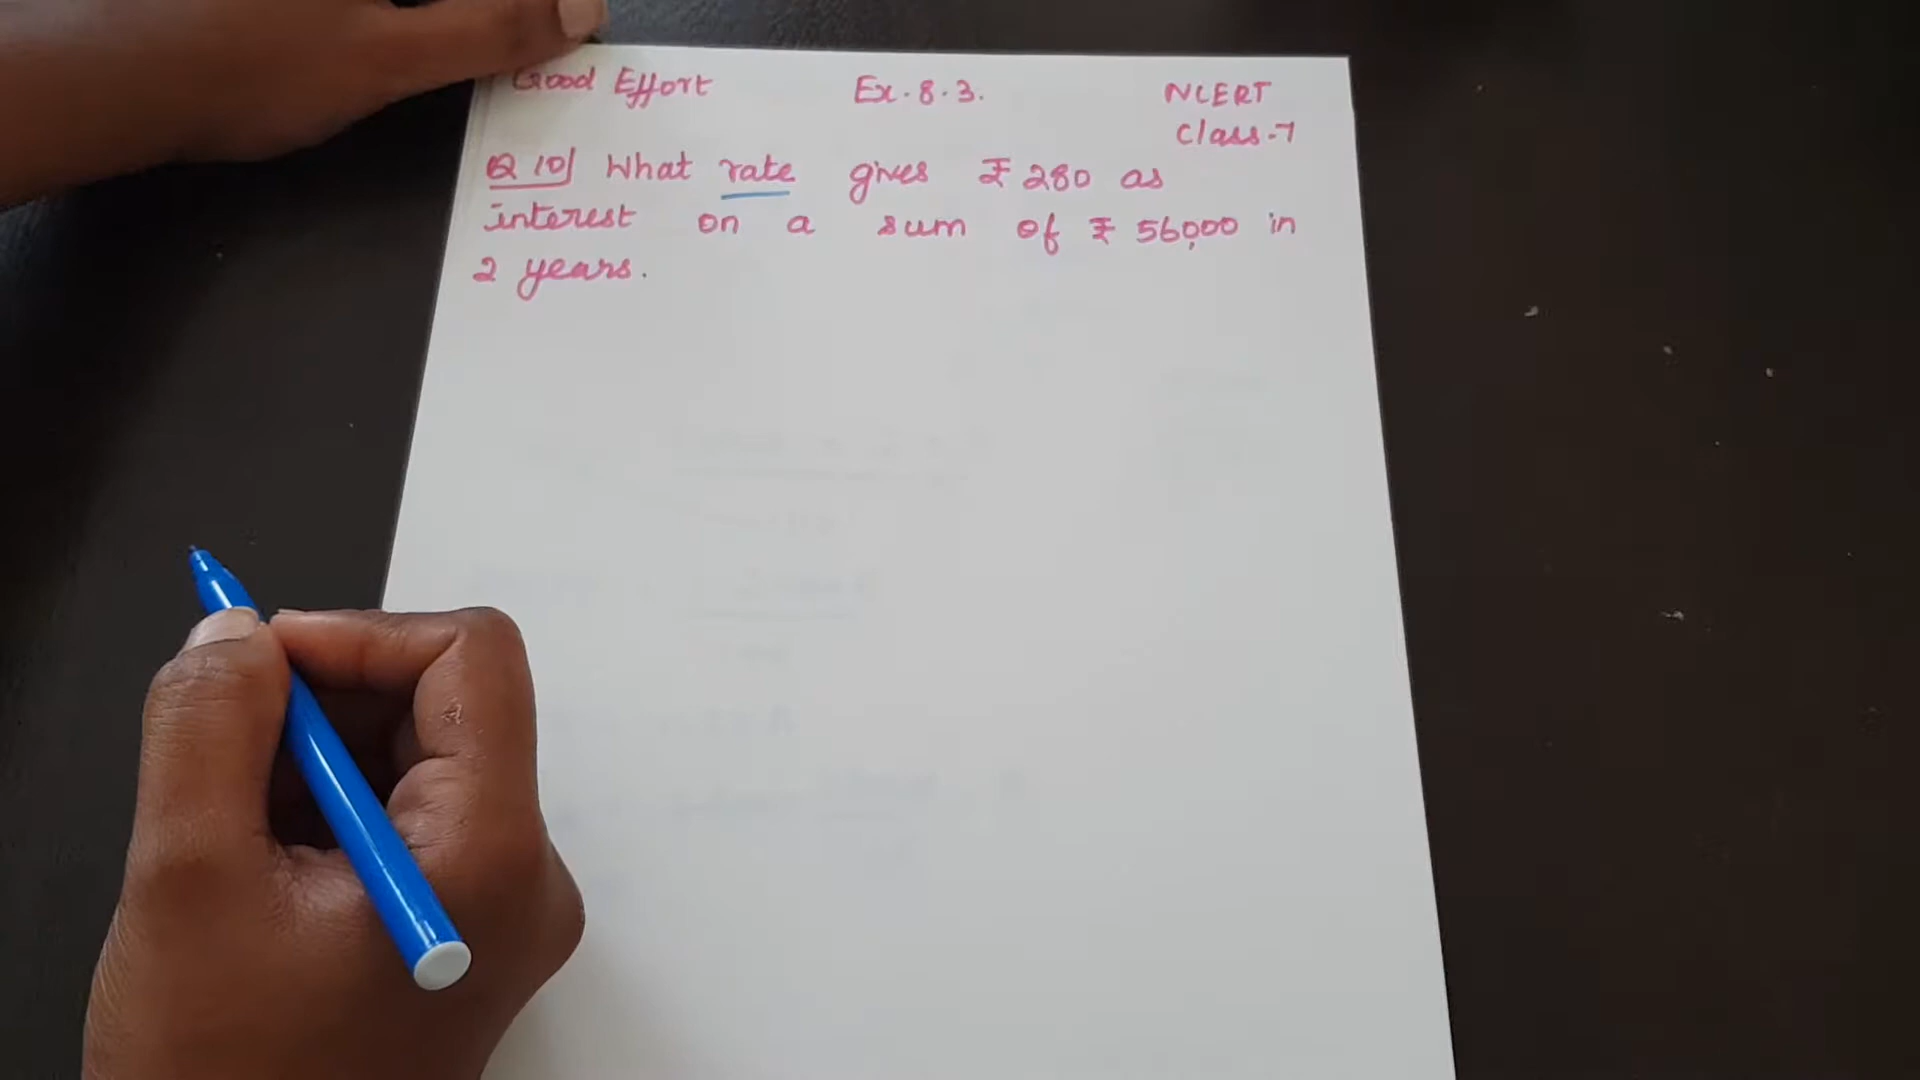 Good Effort Ex. 8.3. NCERT
Class-7
Q 10) What rate gives ₹ 280 as
interest on a sum of ₹ 56,000 in
2 years.